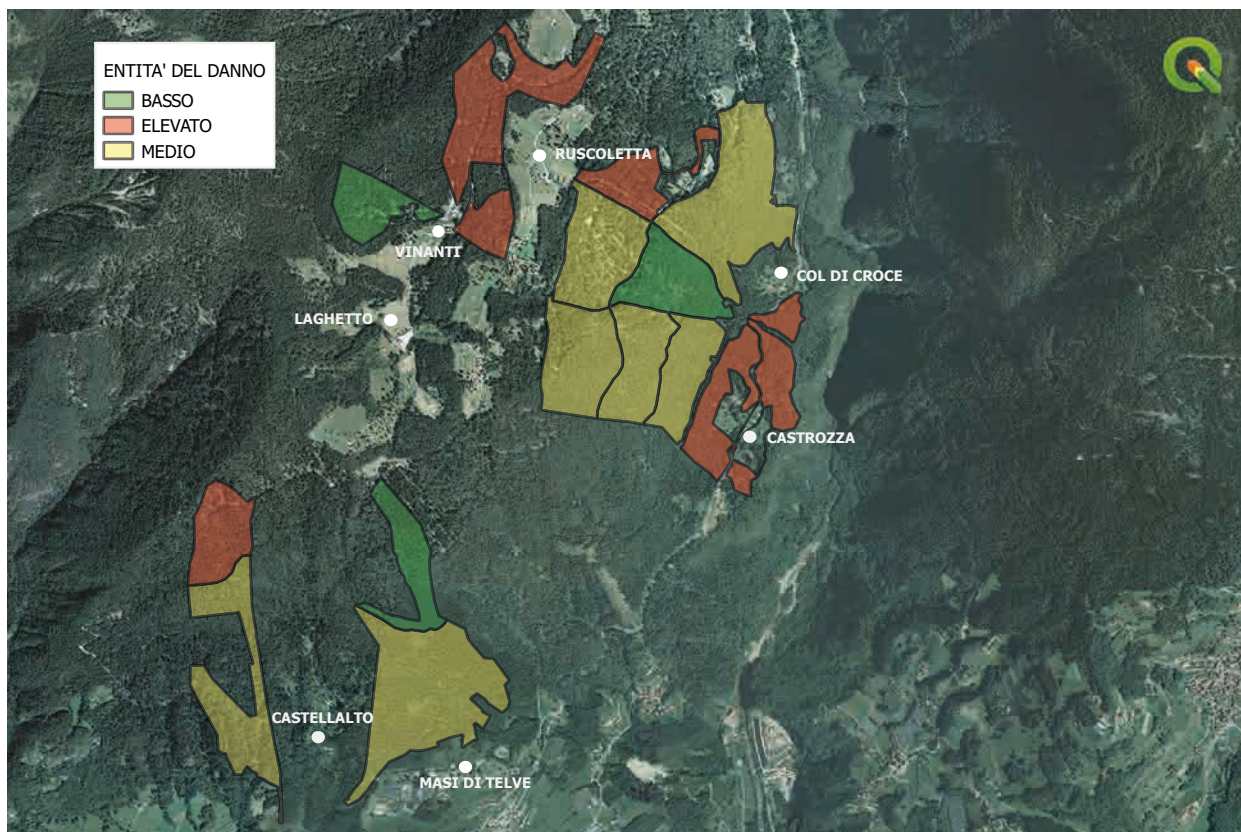 ENTITA' DEL DANNO
BASSO
ELEVATO
MEDIO
RUSCOLETTA
VINANTI
COL DI CROCE
LAGHETTO
CASTROZZA
CASTELLALTO
MASI DI TELVE